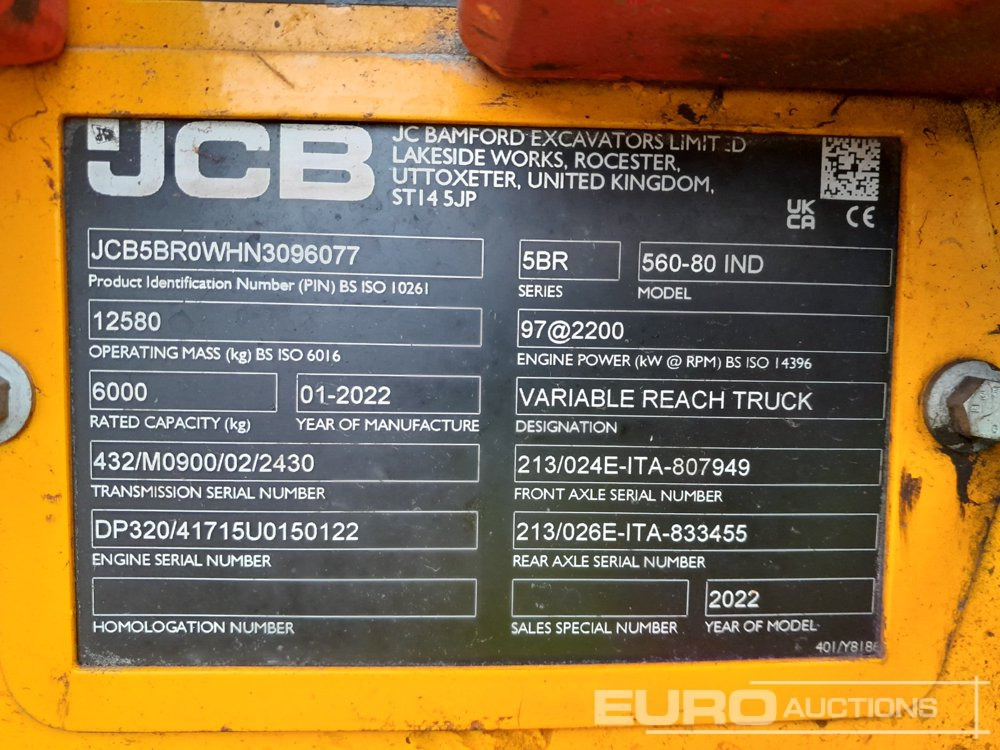 JCB
JC BAMFORD EXCAVATORS LIMITED
LAKESIDE WORKS, ROCESTER,
UTTOXETER, UNITED KINGDOM,
ST14 5JP
UK
CA CE
JCB5BR0WHN3096077
Product Identification Number (PIN) BS ISO 10261
5BR
SERIES
560-80 IND
MODEL
12580
OPERATING MASS (kg) BS ISO 6016
97@2200
ENGINE POWER (kW @ RPM) BS ISO 14396
6000
RATED CAPACITY (kg)
01-2022
YEAR OF MANUFACTURE
VARIABLE REACH TRUCK
DESIGNATION
432/M0900/02/2430
TRANSMISSION SERIAL NUMBER
213/024E-ITA-807949
FRONT AXLE SERIAL NUMBER
DP320/41715U0150122
ENGINE SERIAL NUMBER
213/026E-ITA-833455
REAR AXLE SERIAL NUMBER
HOMOLOGATION NUMBER
SALES SPECIAL NUMBER
2022
YEAR OF MODEL
401/Y8186
EURO AUCTIONS